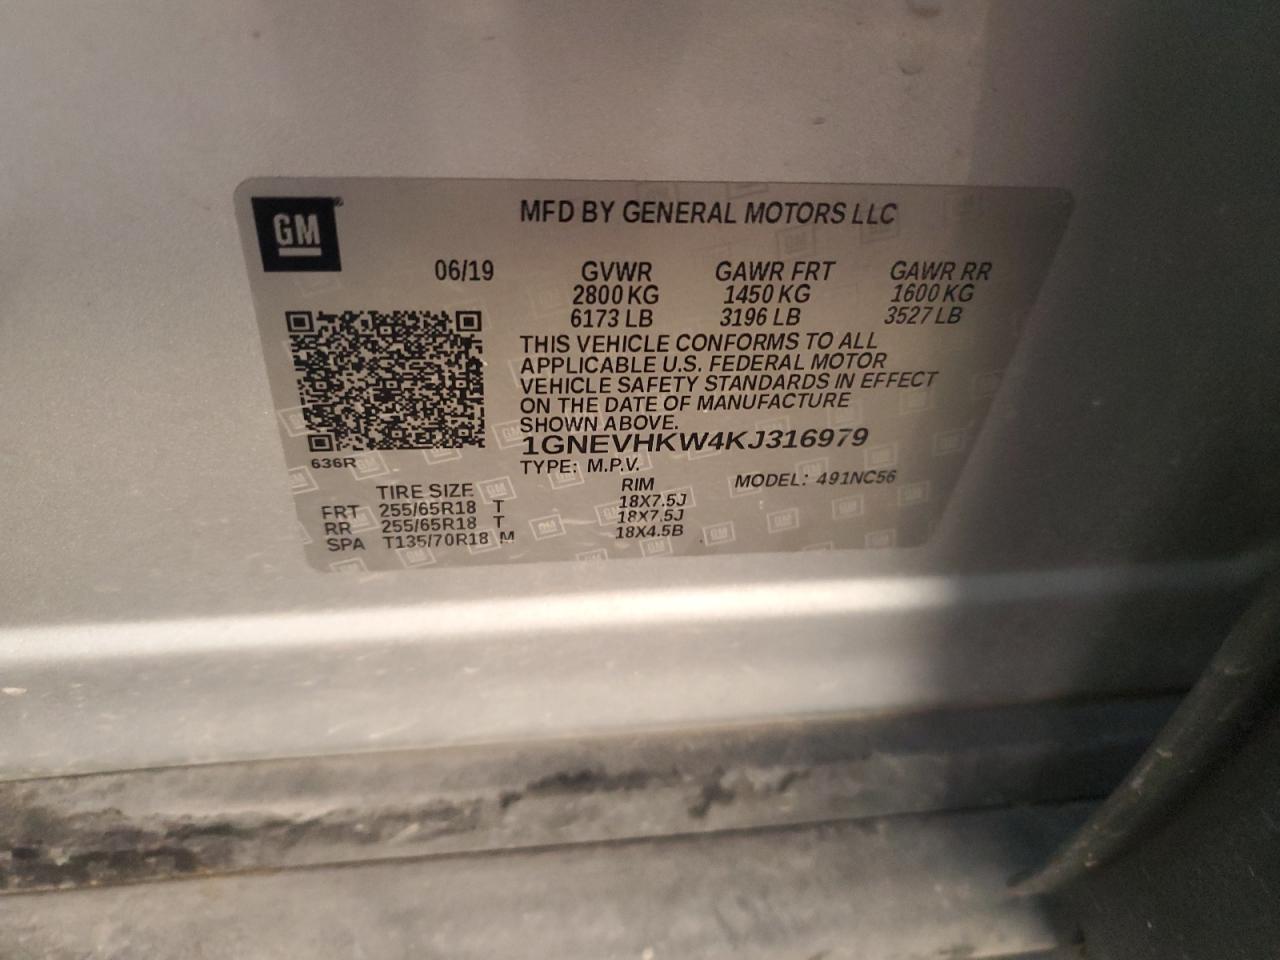 GM®
MFD BY GENERAL MOTORS LLC
06/19 GVWR GAWR FRT GAWR RR
2800 KG 1450 KG 1600 KG
6173 LB 3196 LB 3527 LB
THIS VEHICLE CONFORMS TO ALL
APPLICABLE U.S. FEDERAL MOTOR
VEHICLE SAFETY STANDARDS IN EFFECT
ON THE DATE OF MANUFACTURE
SHOWN ABOVE.
1GNEVHKW4KJ316979
636R
TYPE: M.P.V. MODEL: 491NC56
TIRE SIZE RIM
FRT 255/65R18 T 18X7.5J
RR 255/65R18 T 18X7.5J
SPA T135/70R18 M 18X4.5B